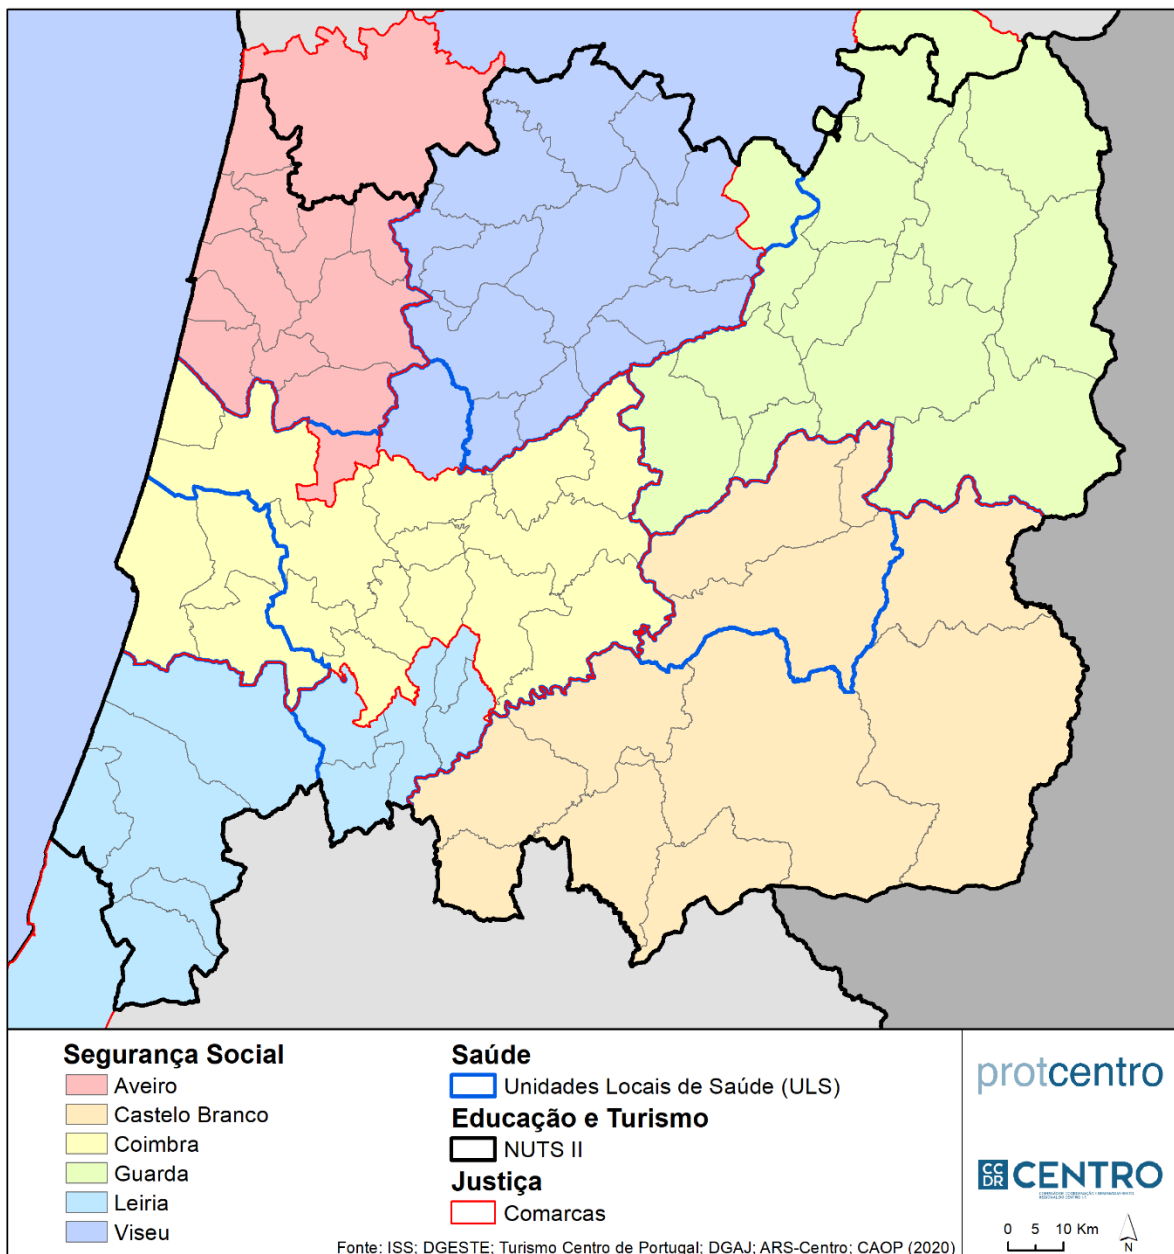 Segurança Social
Aveiro
Castelo Branco
Coimbra
Guarda
Leiria
Viseu
Saúde
Unidades Locais de Saúde (ULS)
Educação e Turismo
NUTS II
Justiça
Comarcas
Fonte: ISS; DGESTE; Turismo Centro de Portugal; DGAJ; ARS-Centro; CAOP (2020)
protcentro
CCDR CENTRO
0 5 10 Km
N